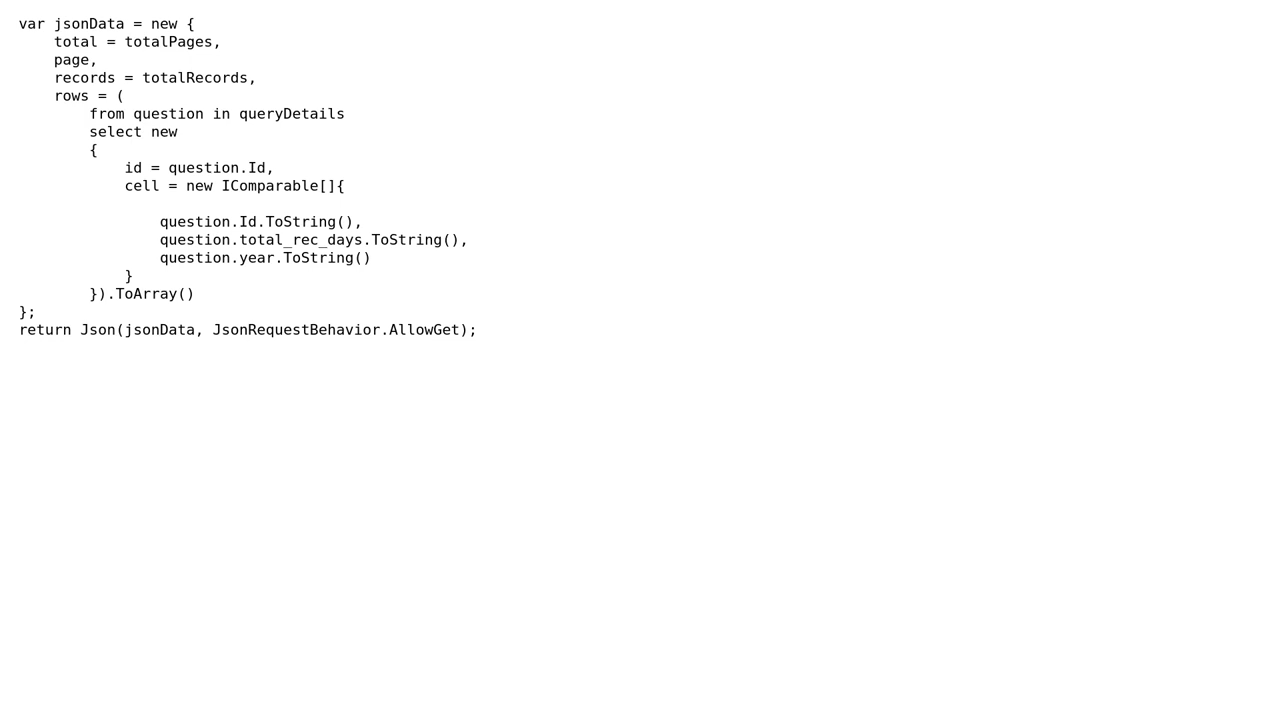 var jsonData = new {
    total = totalPages,
    page,
    records = totalRecords,
    rows = (
        from question in queryDetails
        select new
        {
            id = question.Id,
            cell = new IComparable[]{

                question.Id.ToString(),
                question.total_rec_days.ToString(),
                question.year.ToString()
            }
        }).ToArray()
};
return Json(jsonData, JsonRequestBehavior.AllowGet);